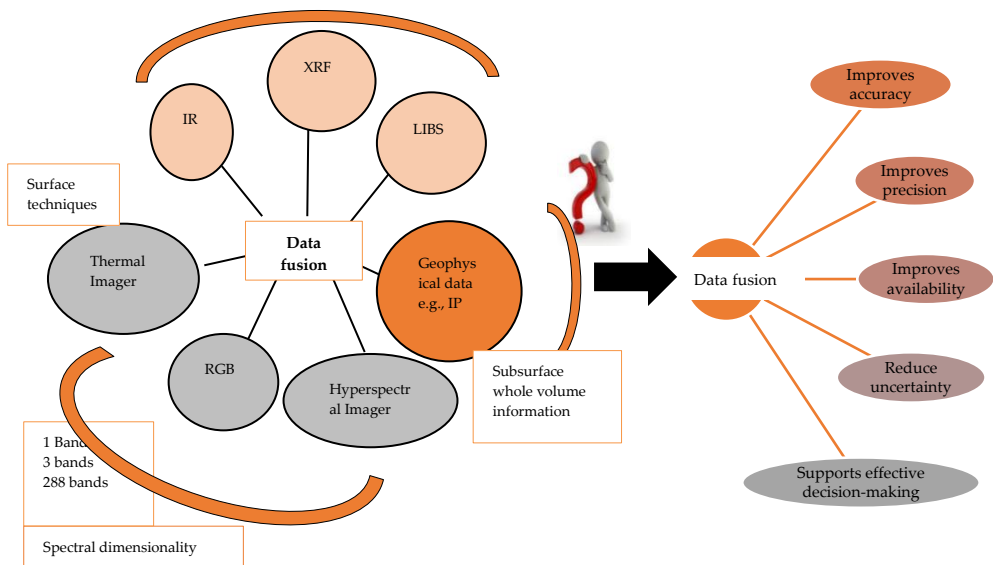 XRF
IR
LIBS
Surface
techniques
Data
fusion
Thermal
Imager
Geophys
ical data
e.g., IP
RGB
Hyperspectr
al Imager
Subsurface
whole volume
information
1 Band
3 bands
288 bands
Spectral dimensionality
Data fusion
Improves
accuracy
Improves
precision
Improves
availability
Reduce
uncertainty
Supports effective
decision-making